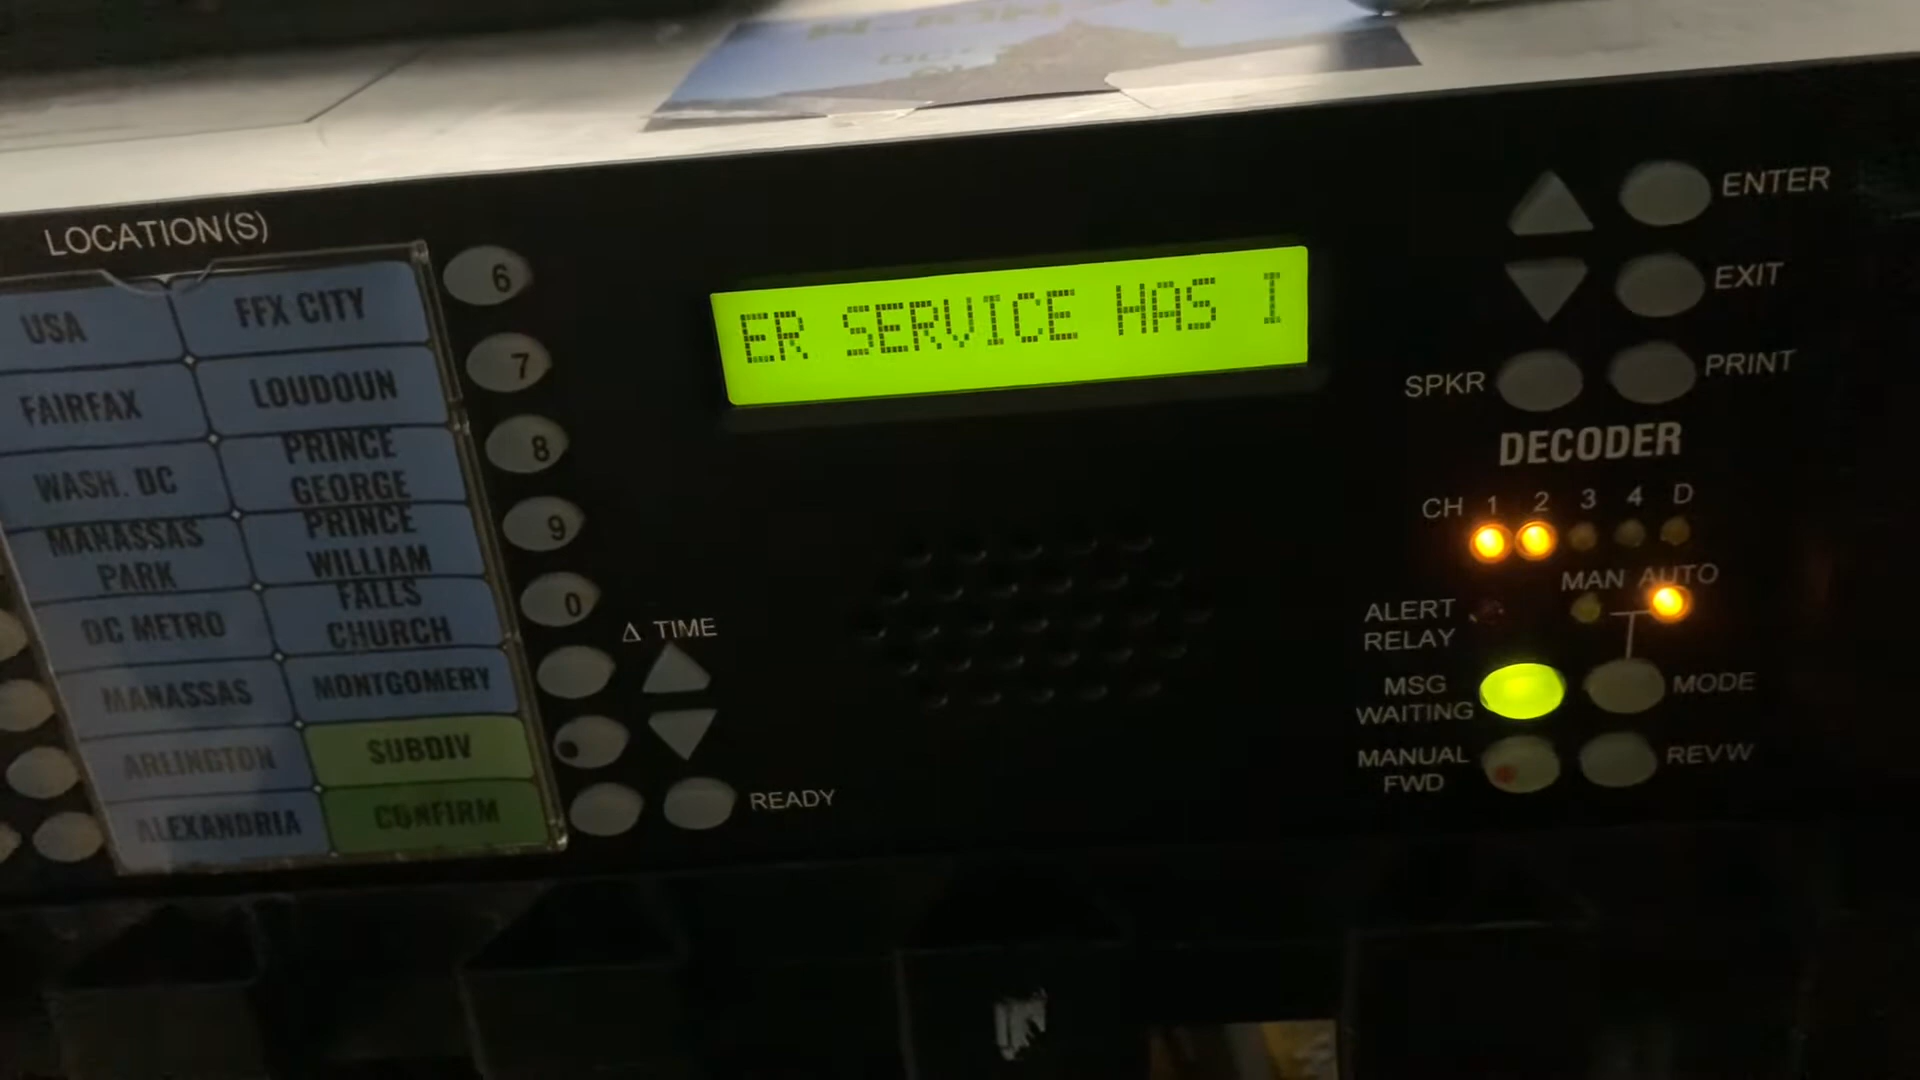 LOCATION(S)
USA
FFX CITY
6
FAIRFAX
LOUDOUN
7
WASH. DC
PRINCE
GEORGE
8
MANASSAS
PARK
PRINCE
WILLIAM
9
DC METRO
FALLS
CHURCH
0
MANASSAS
MONTGOMERY
ARLINGTON
SUBDIV
ALEXANDRIA
CONFIRM
Δ TIME
READY
ER SERVICE HAS I
ENTER
EXIT
SPKR
PRINT
DECODER
CH 1 2 3 4 D
MAN AUTO
ALERT
RELAY
MSG
WAITING
MODE
MANUAL
FWD
REVW